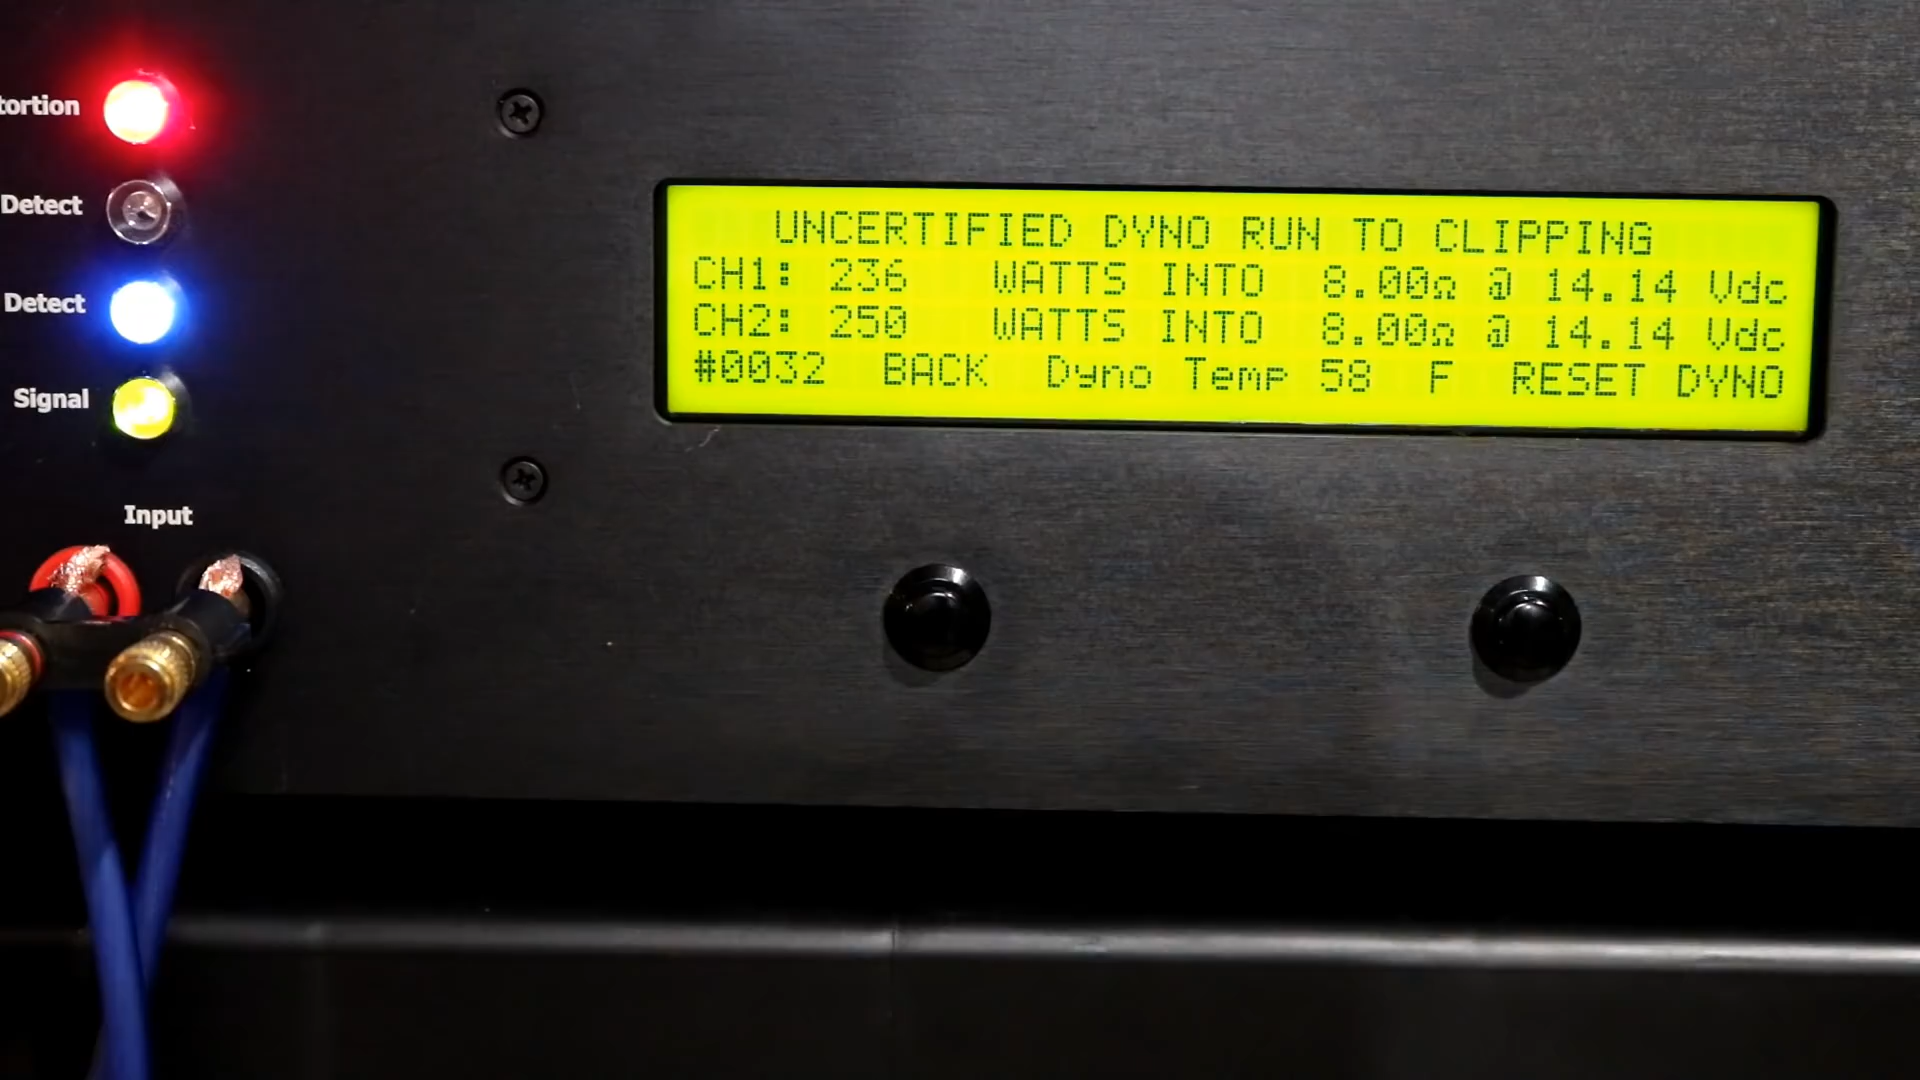 tortion
Detect
Detect
Signal
Input
UNCERTIFIED DYNO RUN TO CLIPPING
CH1: 236 WATTS INTO 8.00Ω @ 14.14 Vdc
CH2: 250 WATTS INTO 8.00Ω @ 14.14 Vdc
#0032 BACK Dyno Temp 58 F RESET DYNO